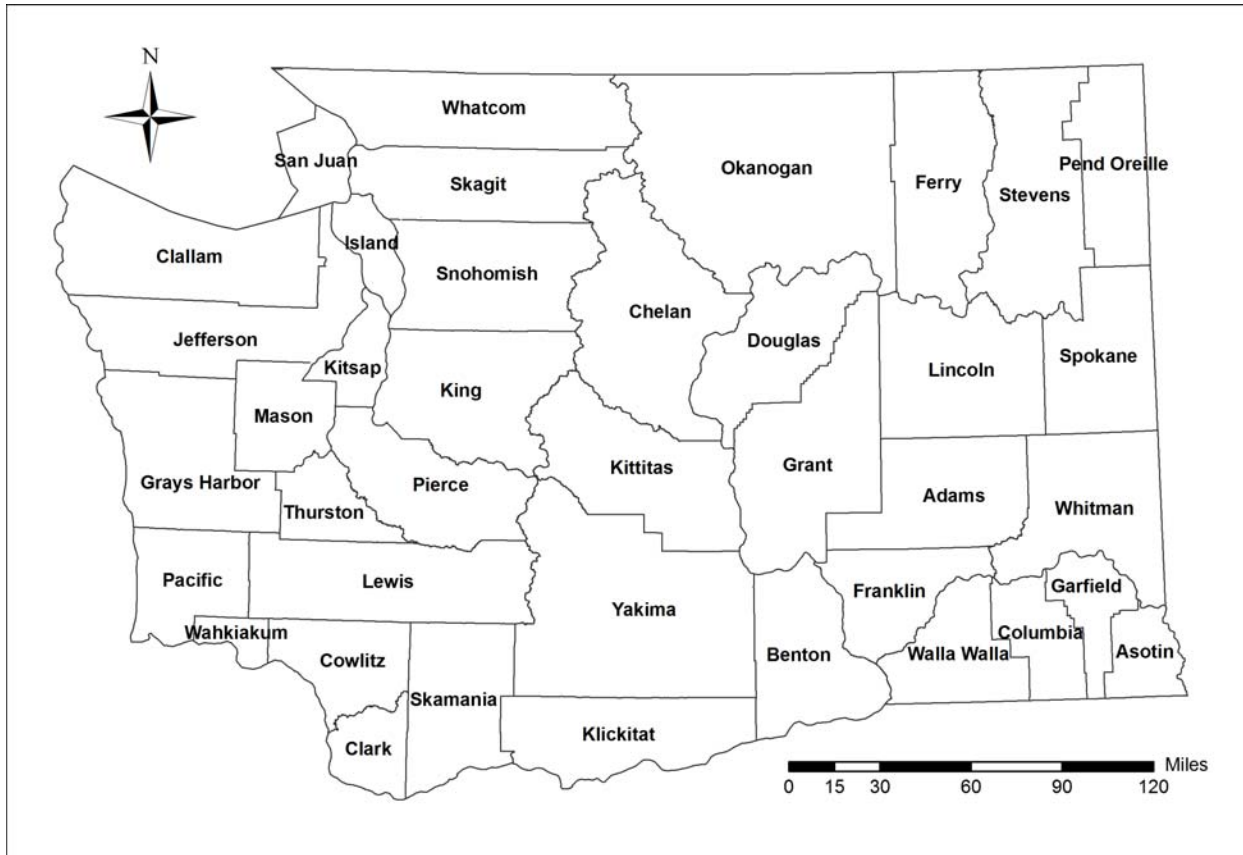 N
Whatcom
San Juan
Skagit
Okanogan
Ferry
Stevens
Pend Oreille
Clallam
Island
Snohomish
Chelan
Jefferson
Kitsap
King
Douglas
Lincoln
Spokane
Mason
Grays Harbor
Thurston
Pierce
Kittitas
Grant
Adams
Whitman
Pacific
Lewis
Yakima
Franklin
Garfield
Wahkiakum
Cowlitz
Skamania
Benton
Walla Walla
Columbia
Asotin
Clark
Klickitat
Miles
0 15 30 60 90 120